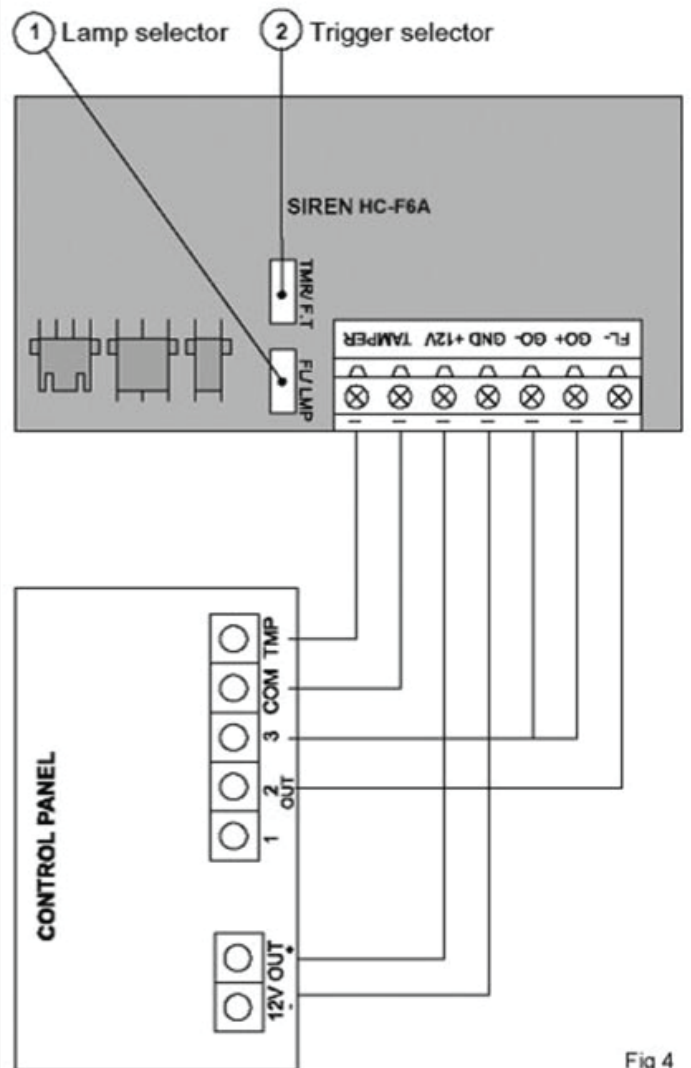 1 Lamp selector
2 Trigger selector
SIREN HC-F6A
TMR/ F.T
FL/ LMP
TAMPER +12V GND GO- GO+ FL-
CONTROL PANEL
TMP
COM
3
2
OUT
1
12V OUT
+
-
Fig 4